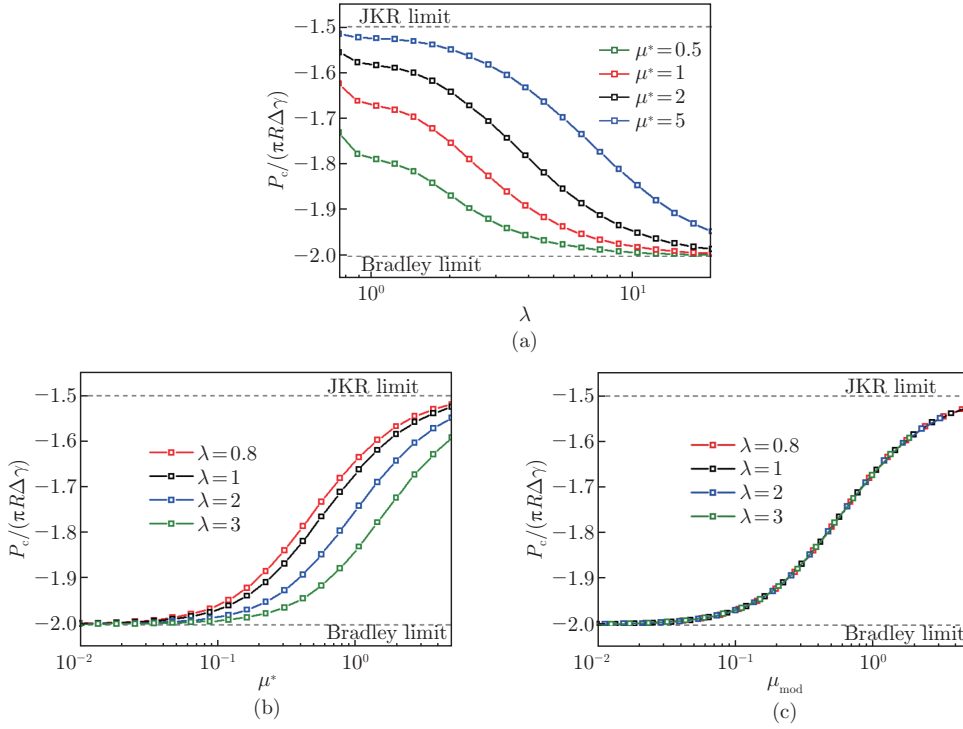 JKR limit
−1.5
−1.6
−1.7
−1.8
−1.9
−2.0
P_c/(πRΔγ)
μ*=0.5
μ*=1
μ*=2
μ*=5
Bradley limit
10^0
10^1
λ
(a)
JKR limit
−1.5
−1.6
−1.7
−1.8
−1.9
−2.0
P_c/(πRΔγ)
λ=0.8
λ=1
λ=2
λ=3
Bradley limit
10^−2
10^−1
10^0
μ*
(b)
JKR limit
−1.5
−1.6
−1.7
−1.8
−1.9
−2.0
P_c/(πRΔγ)
λ=0.8
λ=1
λ=2
λ=3
Bradley limit
10^−2
10^−1
10^0
μ_mod
(c)